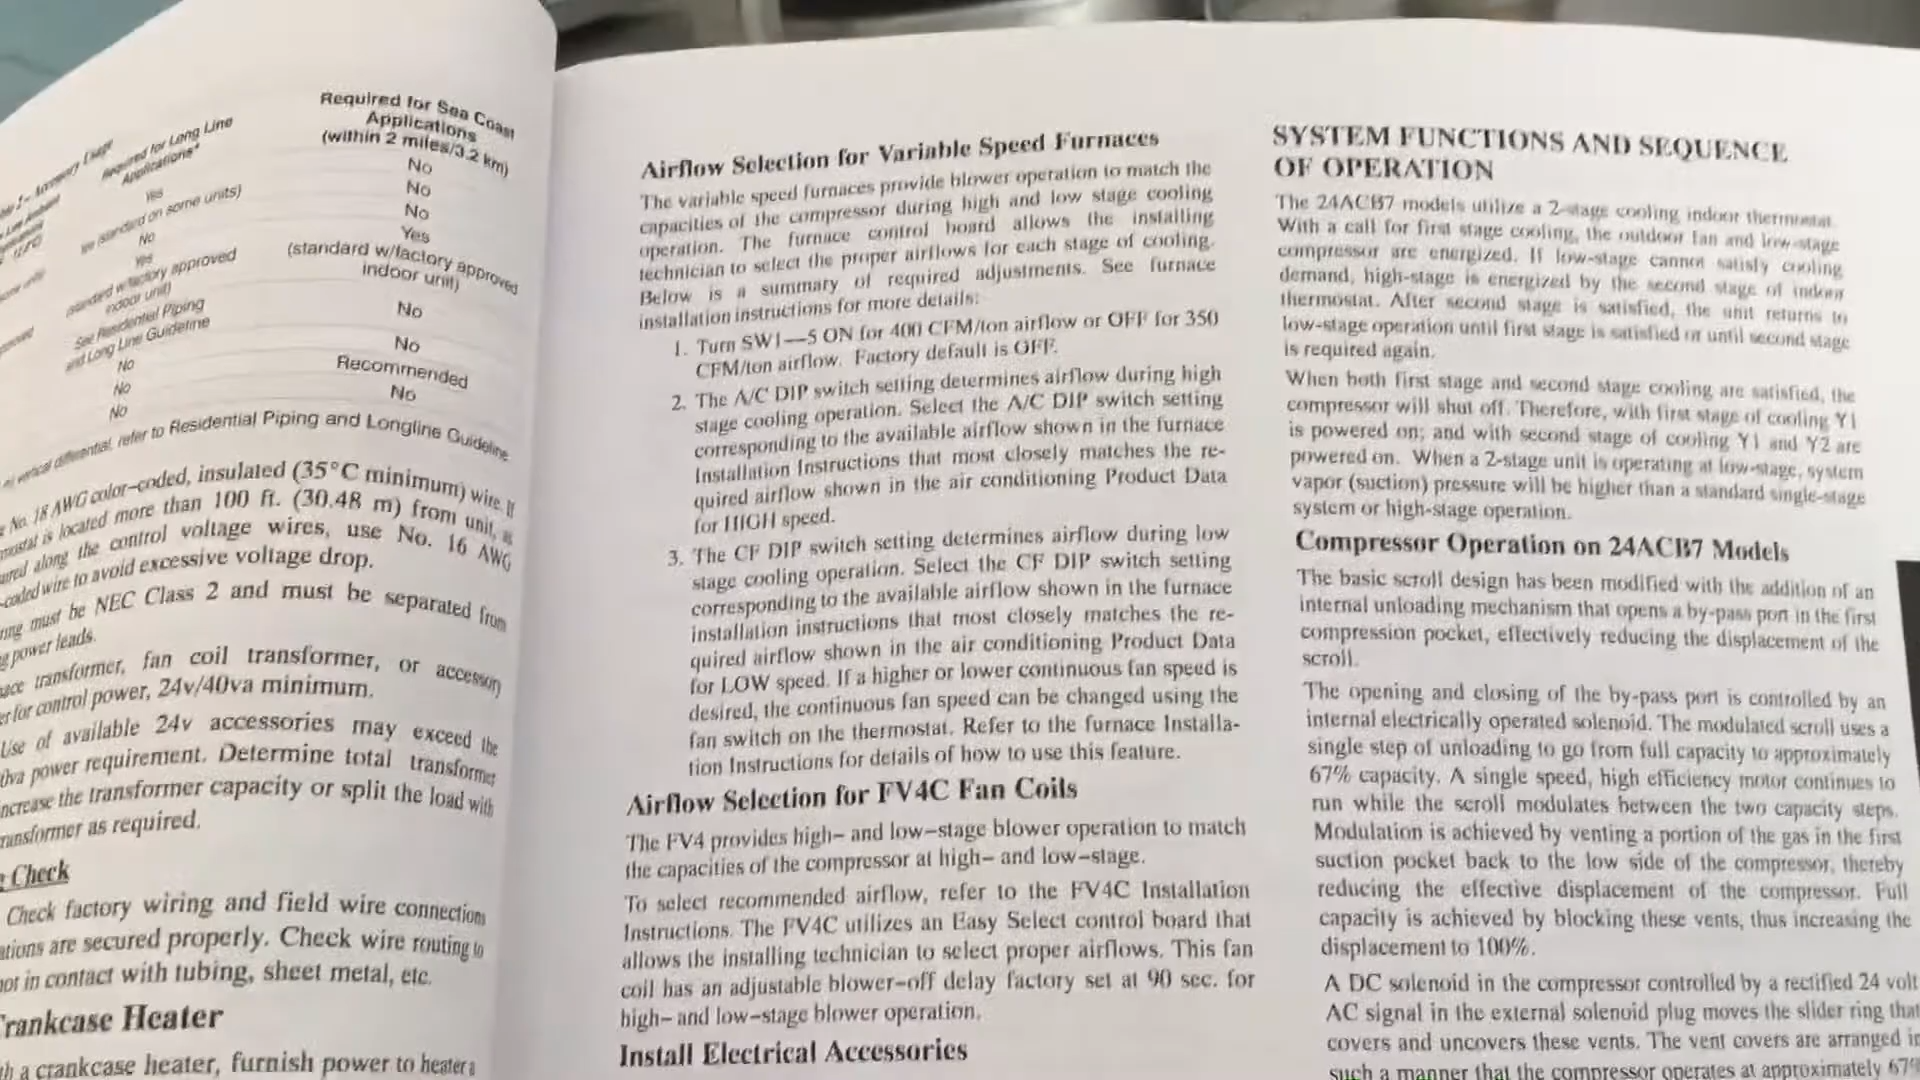 Required for Long Line
Applications*
Yes
Yes (standard on some units)
No
Yes
(standard w/factory approved
indoor unit)
See Residential Piping
and Long Line Guideline
No
No
No
Required for Sea Coast
Applications
(within 2 miles/3.2 km)
No
No
No
Yes
(standard w/factory approved
indoor unit)
No
No
Recommended
No
vertical differential, refer to Residential Piping and Longline Guideline
No. 18 AWG color–coded, insulated (35°C minimum) wire. If
is located more than 100 ft. (30.48 m) from unit, as
along the control voltage wires, use No. 16 AWG
wire to avoid excessive voltage drop.
must be NEC Class 2 and must be separated from
power leads.
transformer, fan coil transformer, or accessory
for control power, 24v/40va minimum.
Use of available 24v accessories may exceed the
power requirement. Determine total transformer
increase the transformer capacity or split the load with
transformer as required.
Check
Check factory wiring and field wire connections
are secured properly. Check wire routing to
not in contact with tubing, sheet metal, etc.
Crankcase Heater
a crankcase heater, furnish power to heater
Airflow Selection for Variable Speed Furnaces
The variable speed furnaces provide blower operation to match the
capacities of the compressor during high and low stage cooling
operation. The furnace control board allows the installing
technician to select the proper airflows for each stage of cooling.
Below is a summary of required adjustments. See furnace
installation instructions for more details:
1. Turn SW1—5 ON for 400 CFM/ton airflow or OFF for 350
CFM/ton airflow. Factory default is OFF.
2. The A/C DIP switch setting determines airflow during high
stage cooling operation. Select the A/C DIP switch setting
corresponding to the available airflow shown in the furnace
Installation Instructions that most closely matches the re-
quired airflow shown in the air conditioning Product Data
for HIGH speed.
3. The CF DIP switch setting determines airflow during low
stage cooling operation. Select the CF DIP switch setting
corresponding to the available airflow shown in the furnace
installation instructions that most closely matches the re-
quired airflow shown in the air conditioning Product Data
for LOW speed. If a higher or lower continuous fan speed is
desired, the continuous fan speed can be changed using the
fan switch on the thermostat. Refer to the furnace Installa-
tion Instructions for details of how to use this feature.
Airflow Selection for FV4C Fan Coils
The FV4 provides high– and low–stage blower operation to match
the capacities of the compressor at high– and low–stage.
To select recommended airflow, refer to the FV4C Installation
Instructions. The FV4C utilizes an Easy Select control board that
allows the installing technician to select proper airflows. This fan
coil has an adjustable blower–off delay factory set at 90 sec. for
high– and low–stage blower operation.
Install Electrical Accessories
SYSTEM FUNCTIONS AND SEQUENCE
OF OPERATION
The 24ACB7 models utilize a 2-stage cooling indoor thermostat.
With a call for first stage cooling, the outdoor fan and low-stage
compressor are energized. If low-stage cannot satisfy cooling
demand, high-stage is energized by the second stage of indoor
thermostat. After second stage is satisfied, the unit returns to
low-stage operation until first stage is satisfied or until second stage
is required again.
When both first stage and second stage cooling are satisfied, the
compressor will shut off. Therefore, with first stage of cooling Y1
is powered on; and with second stage of cooling Y1 and Y2 are
powered on. When a 2-stage unit is operating at low-stage, system
vapor (suction) pressure will be higher than a standard single-stage
system or high-stage operation.
Compressor Operation on 24ACB7 Models
The basic scroll design has been modified with the addition of an
internal unloading mechanism that opens a by-pass port in the first
compression pocket, effectively reducing the displacement of the
scroll.
The opening and closing of the by-pass port is controlled by an
internal electrically operated solenoid. The modulated scroll uses a
single step of unloading to go from full capacity to approximately
67% capacity. A single speed, high efficiency motor continues to
run while the scroll modulates between the two capacity steps.
Modulation is achieved by venting a portion of the gas in the first
suction pocket back to the low side of the compressor, thereby
reducing the effective displacement of the compressor. Full
capacity is achieved by blocking these vents, thus increasing the
displacement to 100%.
A DC solenoid in the compressor controlled by a rectified 24 volt
AC signal in the external solenoid plug moves the slider ring that
covers and uncovers these vents. The vent covers are arranged in
such a manner that the compressor operates at approximately 67%